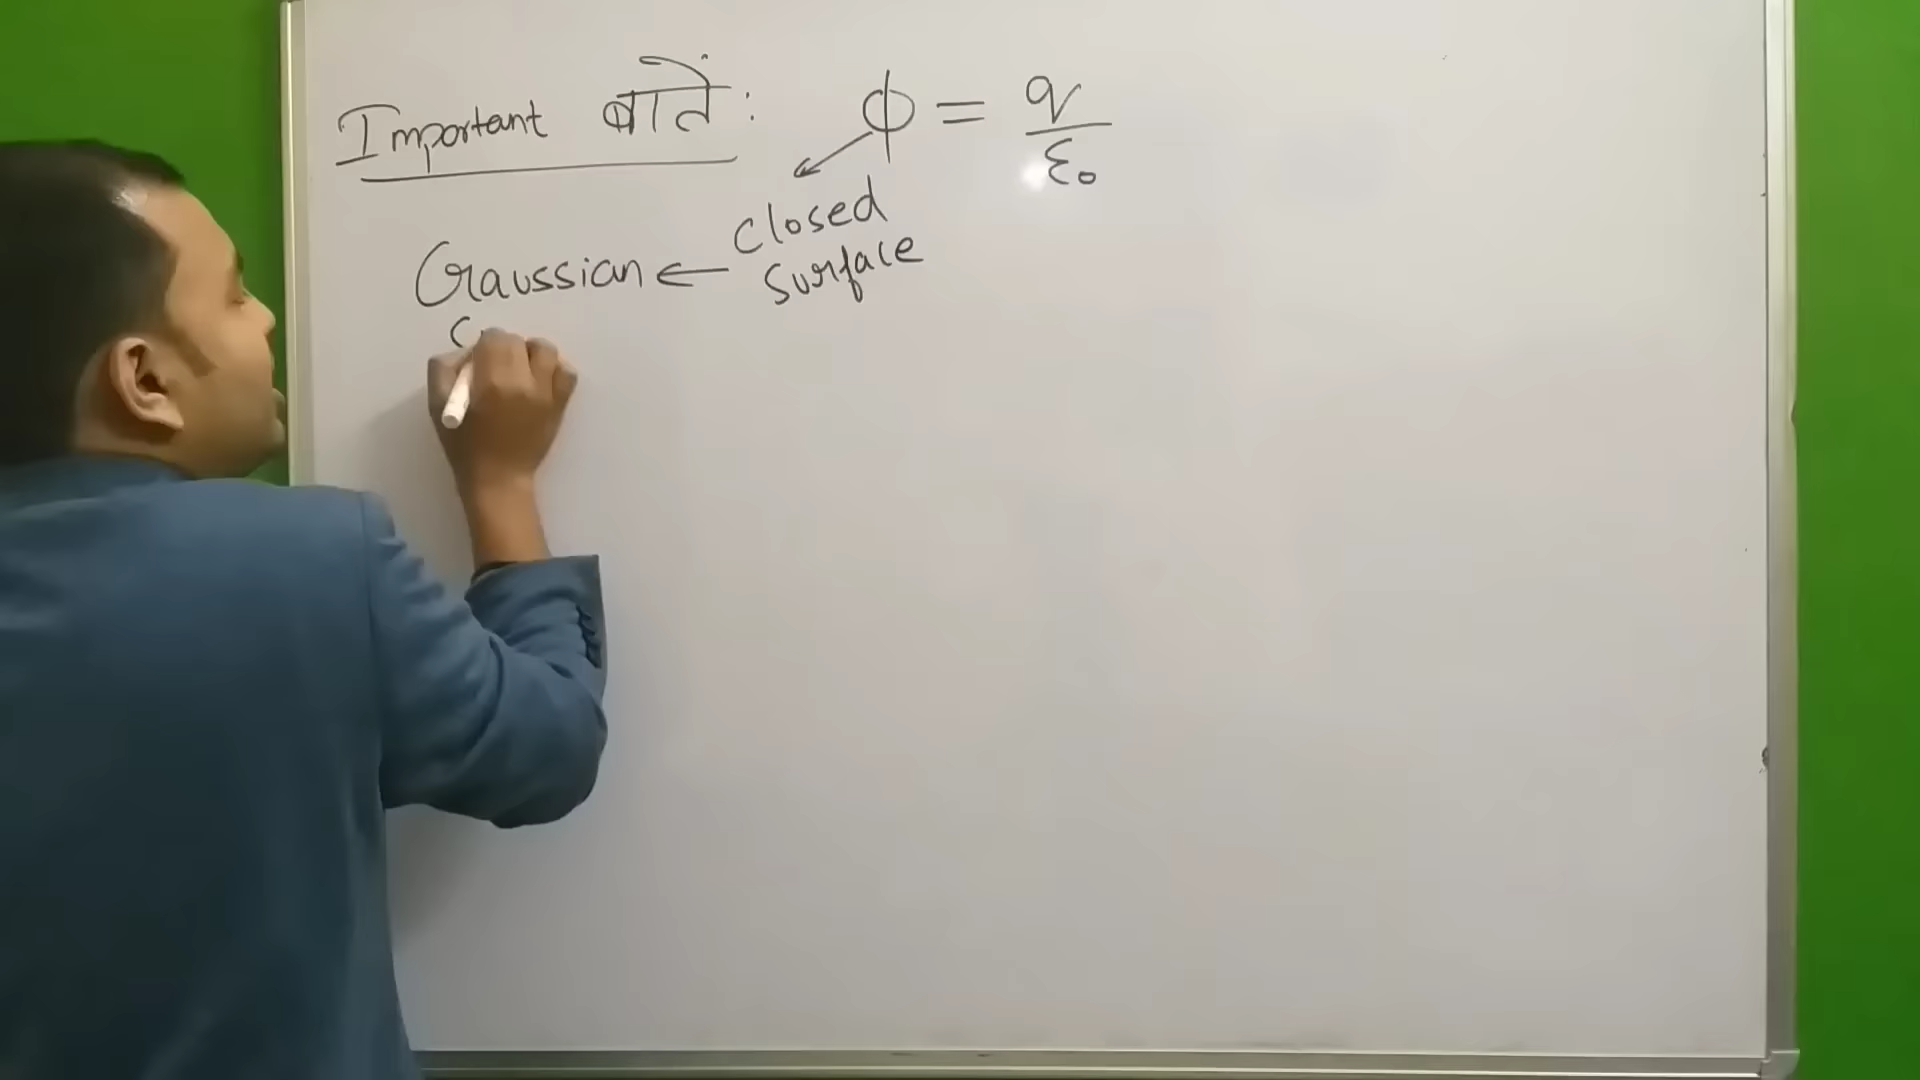 Important बातें : ϕ = q / ε₀
closed
Gaussian ← surface